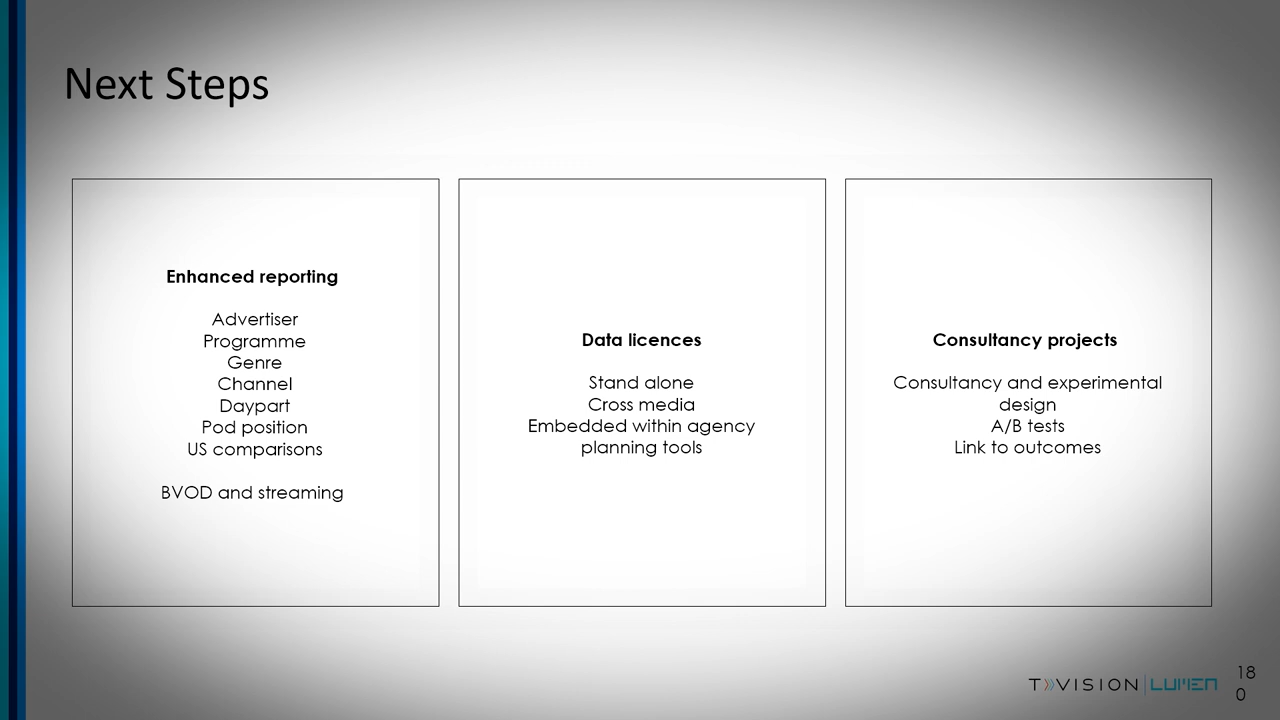 Next Steps
Enhanced reporting
Advertiser
Programme
Genre
Channel
Daypart
Pod position
US comparisons
BVOD and streaming
Data licences
Stand alone
Cross media
Embedded within agency
planning tools
Consultancy projects
Consultancy and experimental
design
A/B tests
Link to outcomes
TVISION | LUMEN
18
0